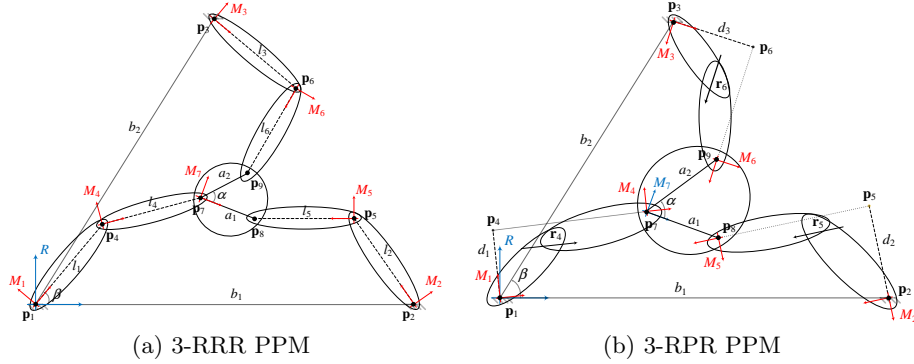 p3
M3
l3
p6
M6
l6
b2
a2
M7
p9
M4
l4
p7
α
a1
p8
l5
M5
p5
R
p4
l1
l2
M1
β
M2
b1
p1
p2
(a) 3-RRR PPM
p3
d3
M3
p6
r6
b2
p9
M6
a2
M4
M7
α
p5
p4
p7
a1
p8
r5
r4
d1
R
M5
d2
M1
β
p2
b1
p1
M2
(b) 3-RPR PPM